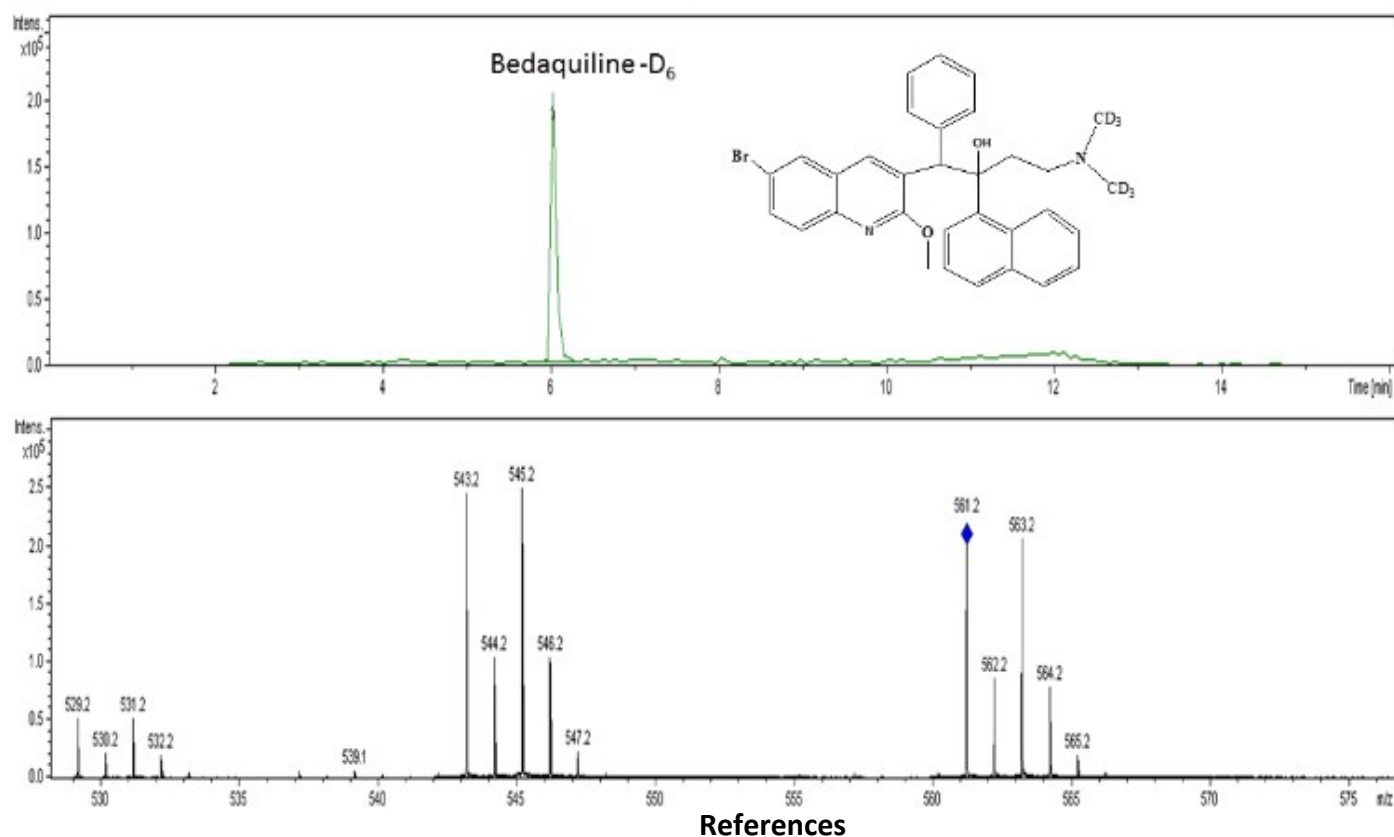 Intens.
x10⁵
Bedaquiline-D₆
2.0
1.5
1.0
0.5
0.0
Br
N
O
OH
N
CD₃
CD₃
2 4 6 8 10 12 14 Time [min]
Intens.
x10⁵
2.5
2.0
1.5
1.0
0.5
0.0
529.2
530.2
531.2
532.2
539.1
543.2
544.2
545.2
546.2
547.2
561.2
562.2
563.2
564.2
565.2
530 535 540 545 550 555 560 565 570 575 m/z
References